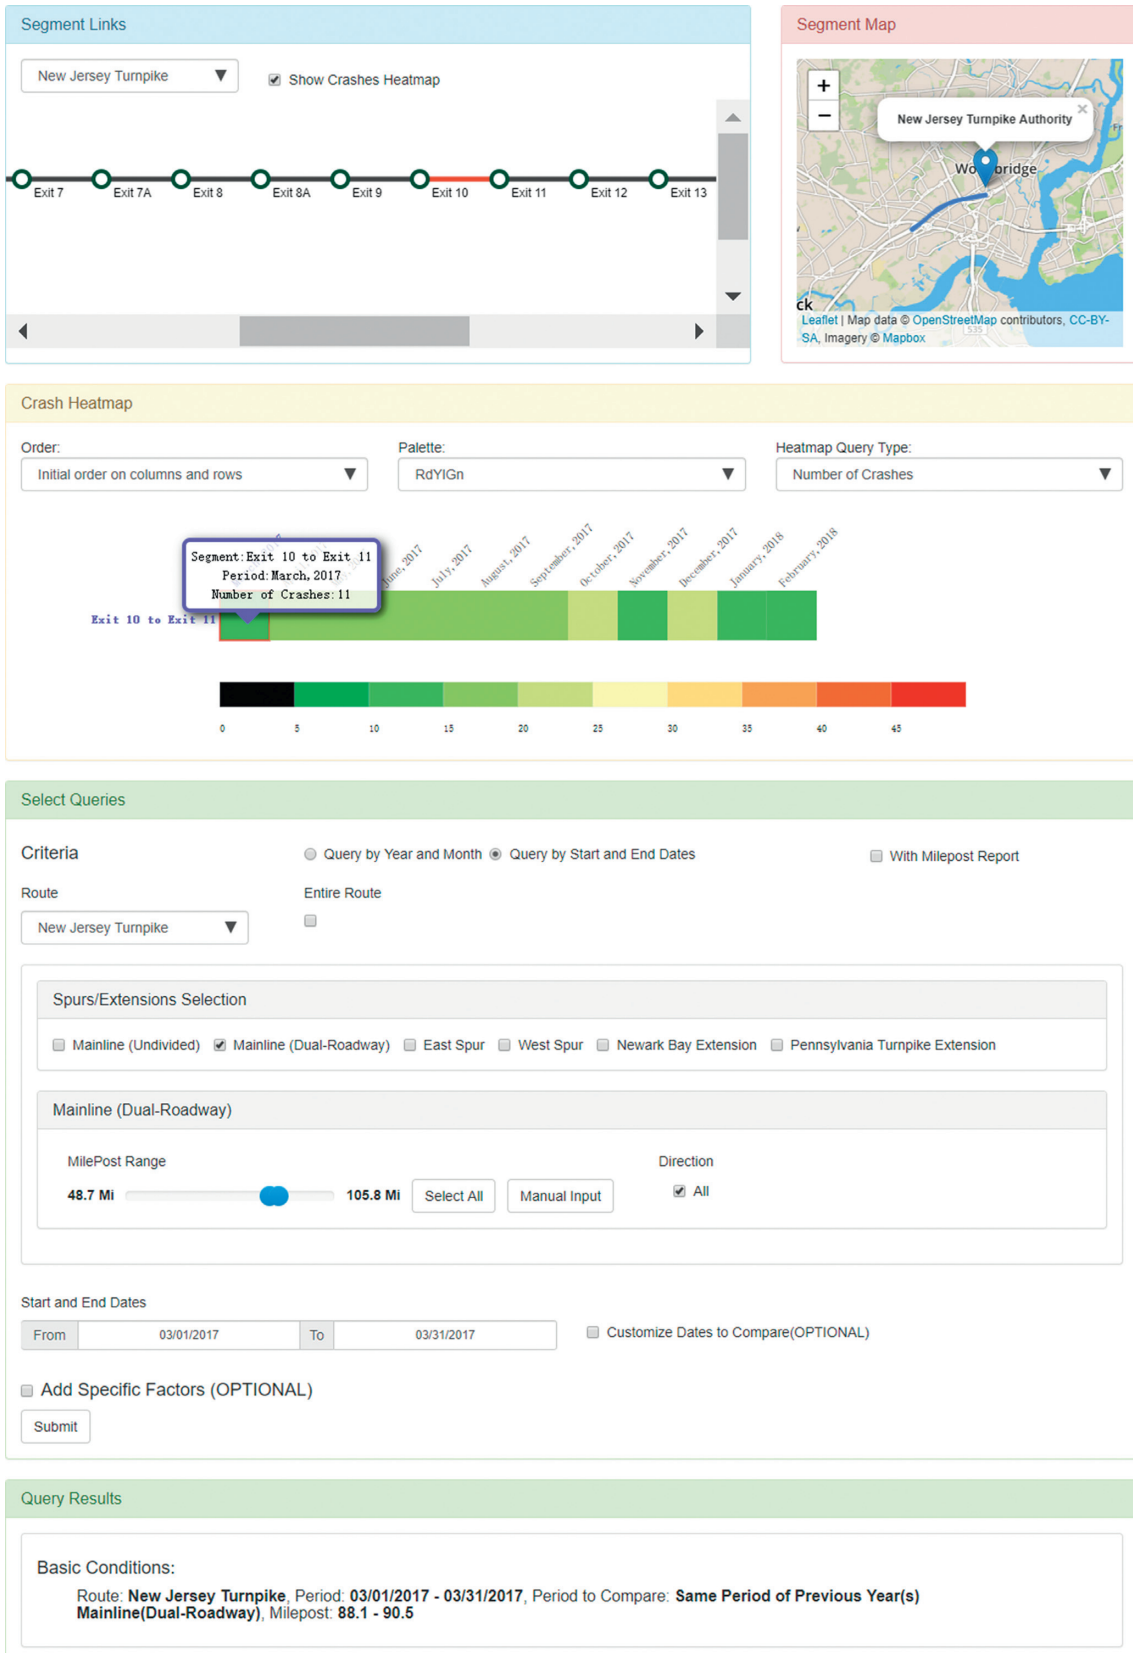 Segment Links
New Jersey Turnpike
Show Crashes Heatmap
Exit 7 Exit 7A Exit 8 Exit 8A Exit 9 Exit 10 Exit 11 Exit 12 Exit 13
Segment Map
+
−
New Jersey Turnpike Authority ×
bridge
ck
Leaflet | Map data © OpenStreetMap contributors, CC-BY-
SA, Imagery © Mapbox
Crash Heatmap
Order: Palette: Heatmap Query Type:
Initial order on columns and rows RdYlGn Number of Crashes
June, 2017 July, 2017 August, 2017 September, 2017 October, 2017 November, 2017 December, 2017 January, 2018 February, 2018
Segment:Exit 10 to Exit 11
Period:March, 2017
Number of Crashes:11
Exit 10 to Exit 11
0 5 10 15 20 25 30 35 40 45
Select Queries
Criteria Query by Year and Month Query by Start and End Dates With Milepost Report
Route Entire Route
New Jersey Turnpike
Spurs/Extensions Selection
Mainline (Undivided) Mainline (Dual-Roadway) East Spur West Spur Newark Bay Extension Pennsylvania Turnpike Extension
Mainline (Dual-Roadway)
MilePost Range Direction
48.7 Mi 105.8 Mi Select All Manual Input All
Start and End Dates
From 03/01/2017 To 03/31/2017 Customize Dates to Compare(OPTIONAL)
Add Specific Factors (OPTIONAL)
Submit
Query Results
Basic Conditions:
Route: New Jersey Turnpike, Period: 03/01/2017 - 03/31/2017, Period to Compare: Same Period of Previous Year(s)
Mainline(Dual-Roadway), Milepost: 88.1 - 90.5